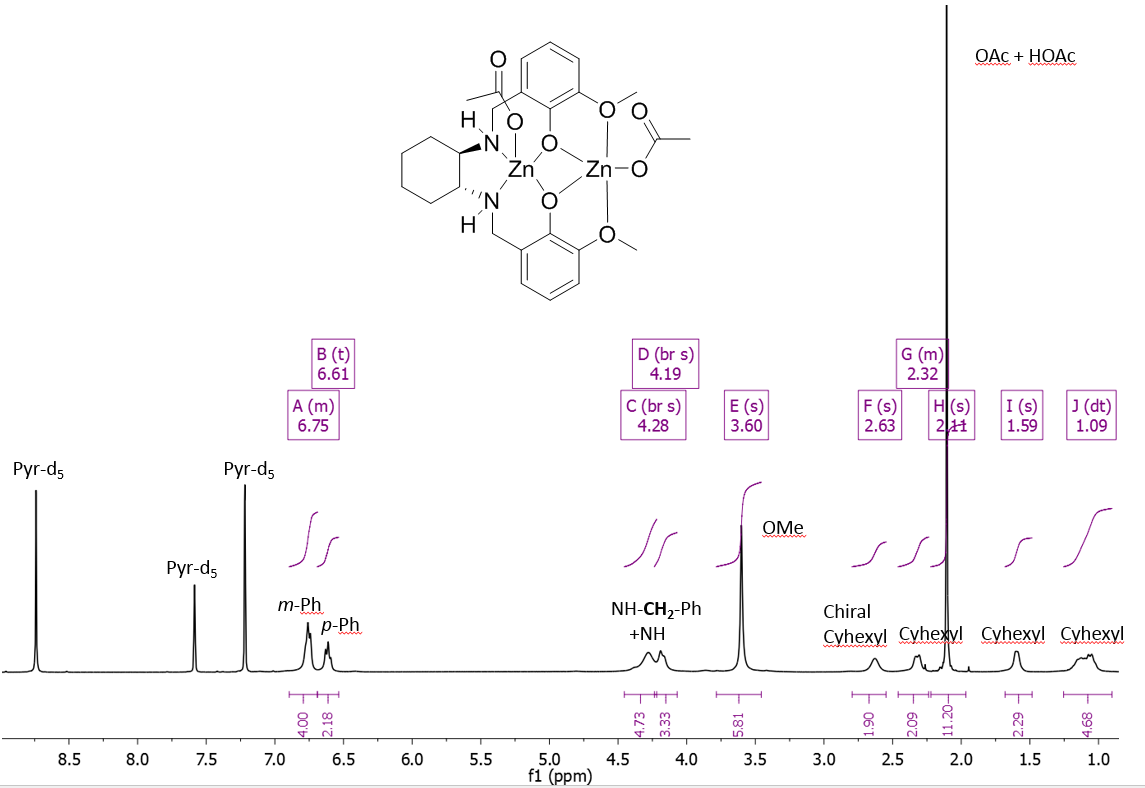 O
O
OAc + HOAc
H
N
O
O
O
O
Zn
Zn
O
N
O
H
O
B (t)
6.61
D (br s)
4.19
G (m)
2.32
A (m)
6.75
C (br s)
4.28
E (s)
3.60
F (s)
2.63
H (s)
2.11
I (s)
1.59
J (dt)
1.09
Pyr-d5
Pyr-d5
Pyr-d5
OMe
m-Ph
p-Ph
NH-CH2-Ph
+NH
Chiral
Cyhexyl
Cyhexyl
Cyhexyl
Cyhexyl
4.00
2.18
4.73
3.33
5.81
1.90
2.09
11.20
2.29
4.68
8.5 8.0 7.5 7.0 6.5 6.0 5.5 5.0 4.5 4.0 3.5 3.0 2.5 2.0 1.5 1.0
f1 (ppm)